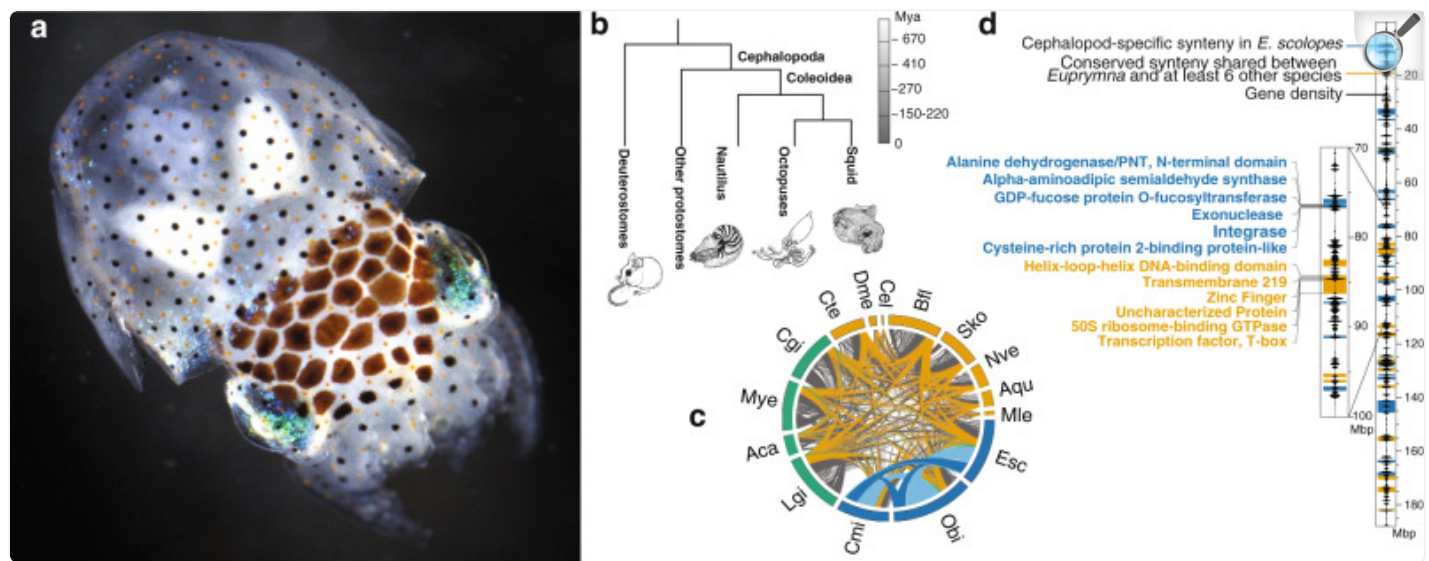 a
b
Mya
670
410
270
150-220
0
Cephalopoda
Coleoidea
Deuterostomes
Other protostomes
Nautilus
Octopuses
Squid
c
Cte
Dme
Cel
Bfl
Sko
Nve
Aqu
Mle
Esc
Obi
Cmi
Lgi
Aca
Mye
Cgi
d
Cephalopod-specific synteny in E. scolopes
Conserved synteny shared between
Euprymna and at least 6 other species
Gene density
Alanine dehydrogenase/PNT, N-terminal domain
Alpha-aminoadipic semialdehyde synthase
GDP-fucose protein O-fucosyltransferase
Exonuclease
Integrase
Cysteine-rich protein 2-binding protein-like
Helix-loop-helix DNA-binding domain
Transmembrane 219
Zinc Finger
Uncharacterized Protein
50S ribosome-binding GTPase
Transcription factor, T-box
70
80
90
100
Mbp
20
40
60
80
100
120
140
160
180
Mbp